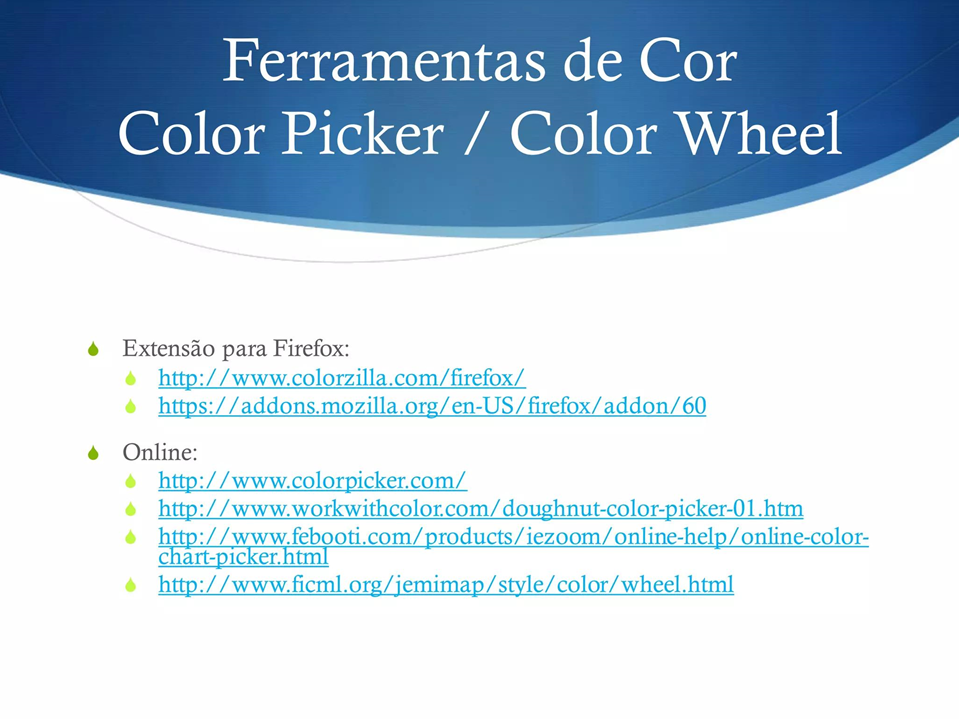 Ferramentas de Cor
Color Picker / Color Wheel
Extensão para Firefox:
http://www.colorzilla.com/firefox/
https://addons.mozilla.org/en-US/firefox/addon/60
Online:
http://www.colorpicker.com/
http://www.workwithcolor.com/doughnut-color-picker-01.htm
http://www.febooti.com/products/iezoom/online-help/online-color-
chart-picker.html
http://www.ficml.org/jemimap/style/color/wheel.html